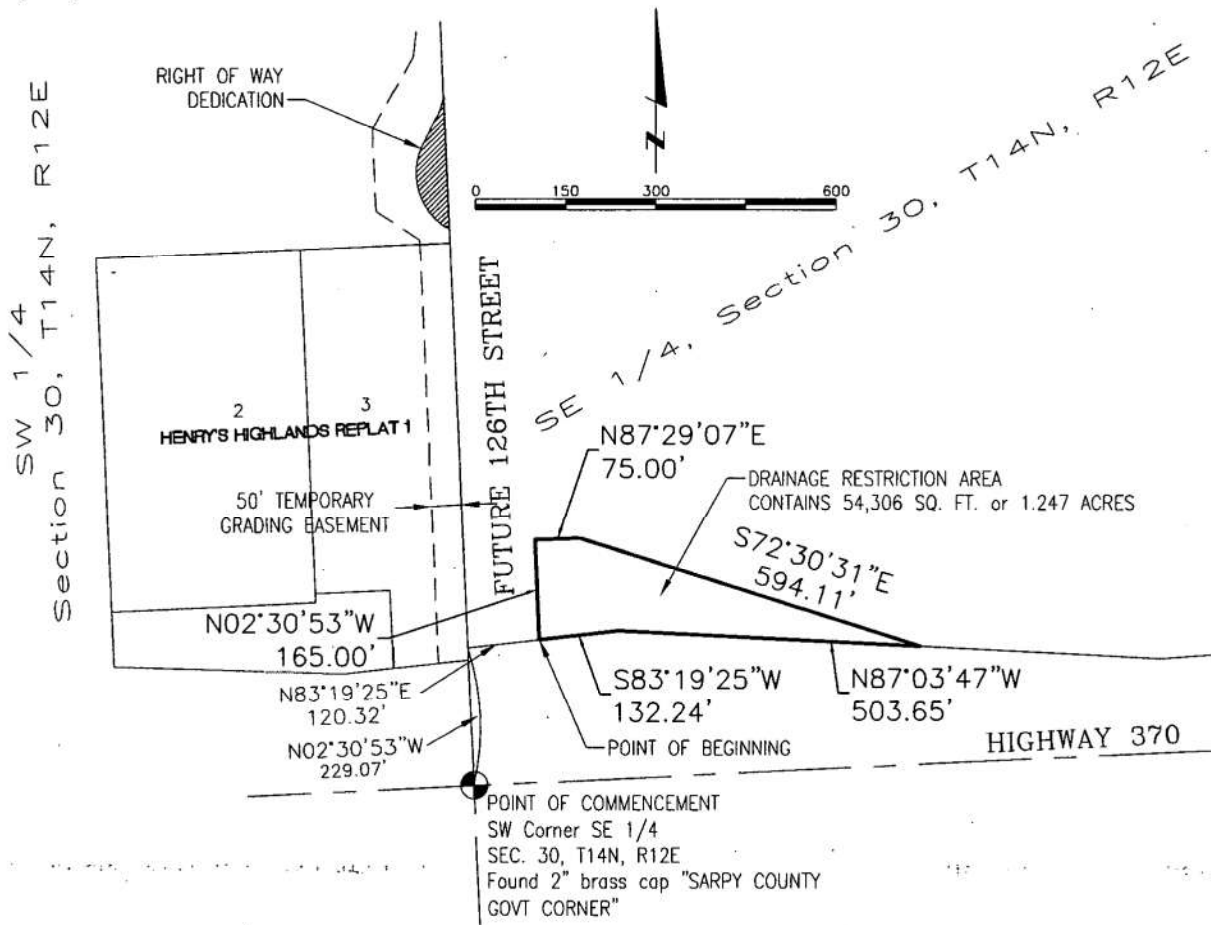 RIGHT OF WAY
DEDICATION
SW 1/4
Section 30, T14N, R12E
N
0 150 300 600
SE 1/4, Section 30, T14N, R12E
FUTURE 126TH STREET
2 3
HENRY'S HIGHLANDS REPLAT 1
50' TEMPORARY
GRADING EASEMENT
N87°29'07"E
75.00'
DRAINAGE RESTRICTION AREA
CONTAINS 54,306 SQ. FT. or 1.247 ACRES
S72°30'31"E
594.11'
N02°30'53"W
165.00'
N83°19'25"E
120.32'
N02°30'53"W
229.07'
S83°19'25"W
132.24'
N87°03'47"W
503.65'
POINT OF BEGINNING
HIGHWAY 370
POINT OF COMMENCEMENT
SW Corner SE 1/4
SEC. 30, T14N, R12E
Found 2" brass cap "SARPY COUNTY
GOVT CORNER"